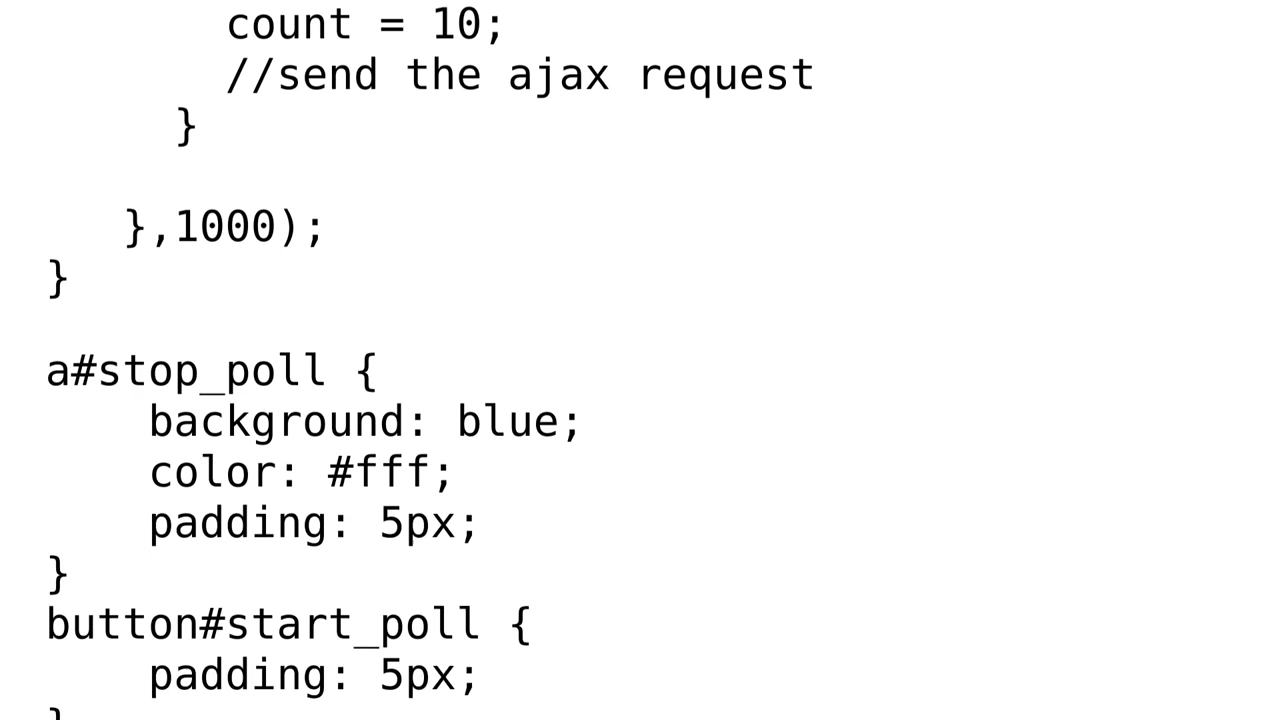 count = 10;
//send the ajax request
}
},1000);
}
a#stop_poll {
background: blue;
color: #fff;
padding: 5px;
}
button#start_poll {
padding: 5px;
}